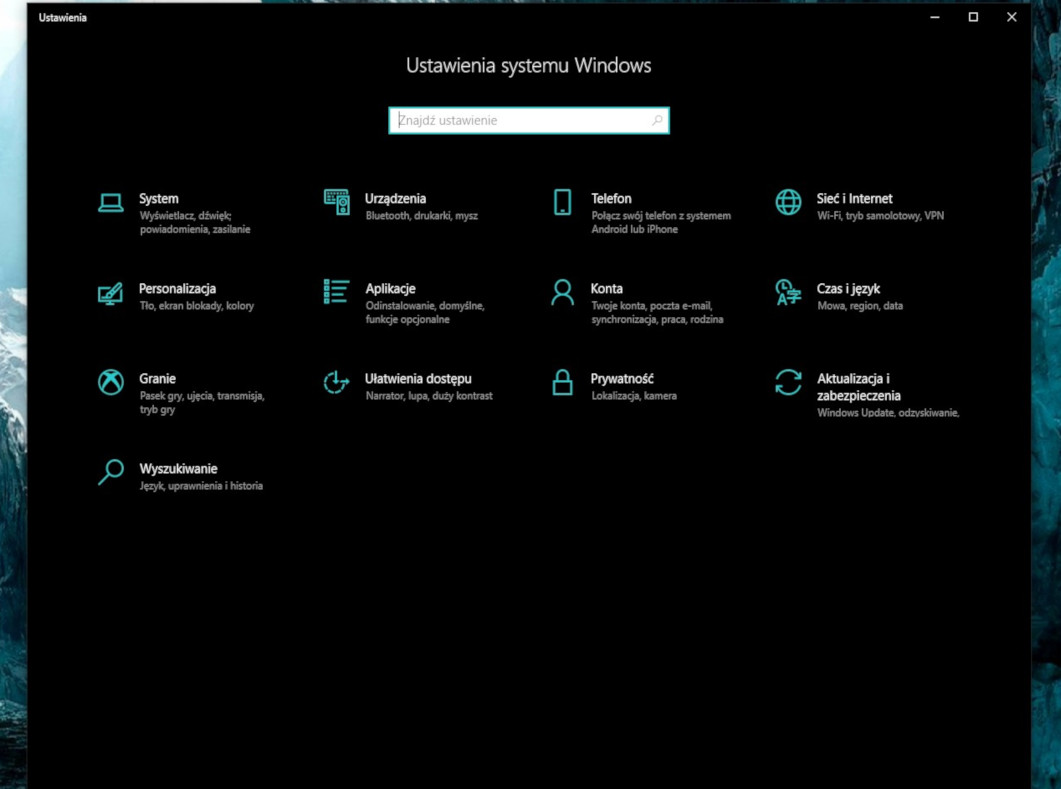 Ustawienia
Ustawienia systemu Windows
Znajdź ustawienie
System
Wyświetlacz, dźwięk;
powiadomienia, zasilanie
Urządzenia
Bluetooth, drukarki, mysz
Telefon
Połącz swój telefon z systemem
Android lub iPhone
Sieć i Internet
Wi-Fi, tryb samolotowy, VPN
Personalizacja
Tło, ekran blokady, kolory
Aplikacje
Odinstalowanie, domyślne,
funkcje opcjonalne
Konta
Twoje konta, poczta e-mail,
synchronizacja, praca, rodzina
Czas i język
Mowa, region, data
Granie
Pasek gry, ujęcia, transmisja,
tryb gry
Ułatwienia dostępu
Narrator, lupa, duży kontrast
Prywatność
Lokalizacja, kamera
Aktualizacja i
zabezpieczenia
Windows Update, odzyskiwanie,
Wyszukiwanie
Język, uprawnienia i historia